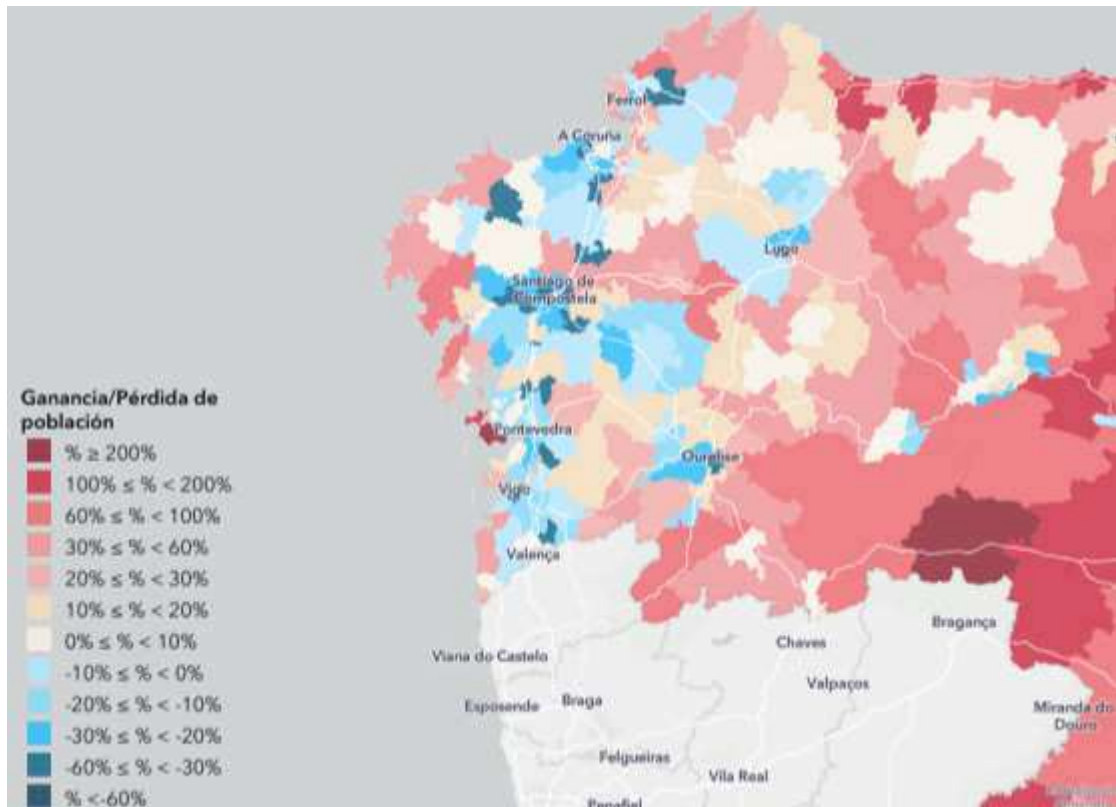 Ferrol
A Coruña
Lugo
Santiago de
Compostela
Ganancia/Pérdida de
población
% ≥ 200%
100% ≤ % < 200%
60% ≤ % < 100%
30% ≤ % < 60%
20% ≤ % < 30%
10% ≤ % < 20%
0% ≤ % < 10%
-10% ≤ % < 0%
-20% ≤ % < -10%
-30% ≤ % < -20%
-60% ≤ % < -30%
% <-60%
Pontevedra
Ourense
Vigo
Valença
Bragança
Chaves
Viana do Castelo
Valpaços
Braga
Esposende
Miranda do
Douro
Felgueiras
Vila Real
Penafiel